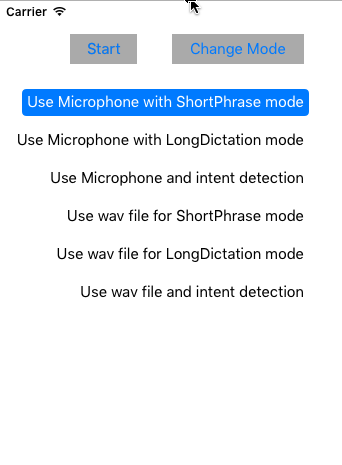 Carrier
Start Change Mode
Use Microphone with ShortPhrase mode
Use Microphone with LongDictation mode
Use Microphone and intent detection
Use wav file for ShortPhrase mode
Use wav file for LongDictation mode
Use wav file and intent detection